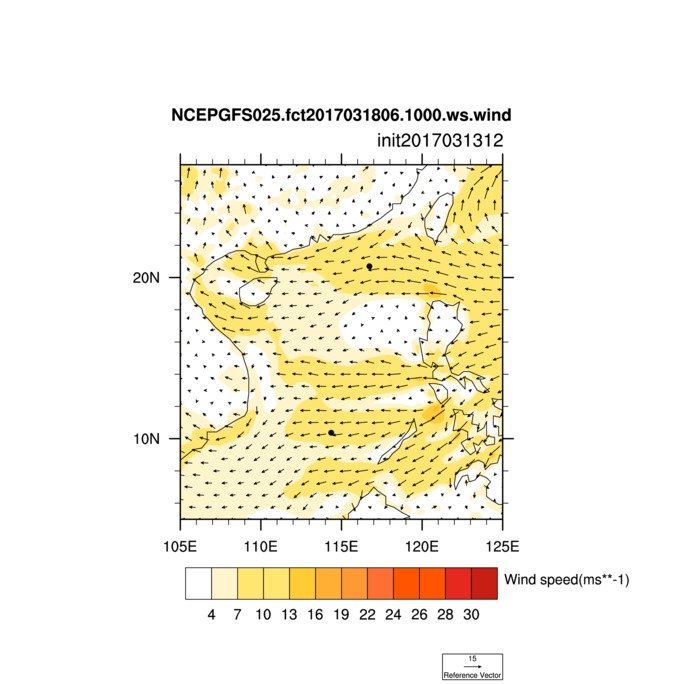 NCEPGFS025.fct2017031806.1000.ws.wind
init2017031312
20N
10N
105E 110E 115E 120E 125E
Wind speed(ms**-1)
4 7 10 13 16 19 22 24 26 28 30
15
Reference Vector